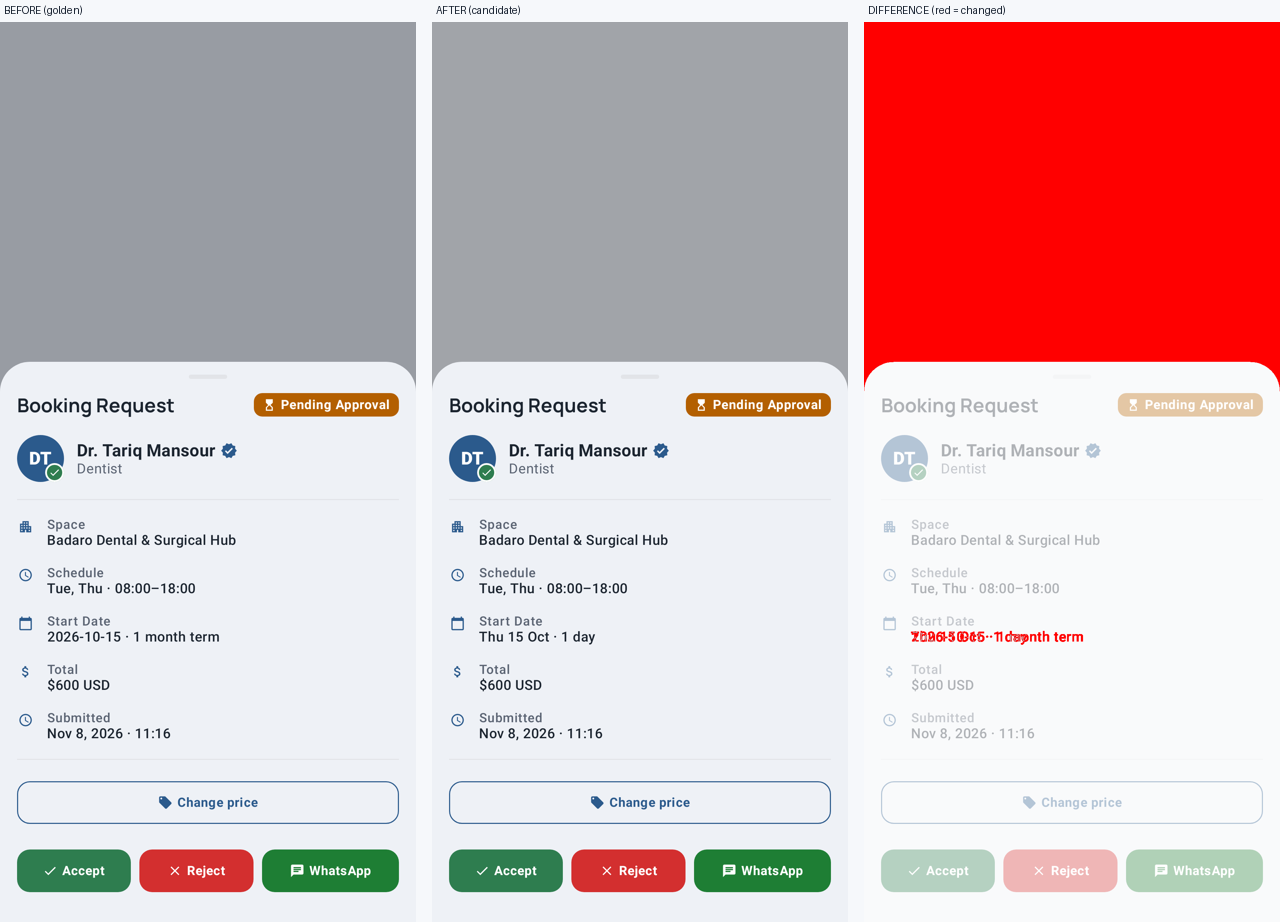 BEFORE (golden)
AFTER (candidate)
DIFFERENCE (red = changed)
Booking Request
Pending Approval
DT
Dr. Tariq Mansour
Dentist
Space
Badaro Dental & Surgical Hub
Schedule
Tue, Thu · 08:00–18:00
Start Date
2026-10-15 · 1 month term
Total
$600 USD
Submitted
Nov 8, 2026 · 11:16
Change price
Accept
Reject
WhatsApp
Booking Request
Pending Approval
DT
Dr. Tariq Mansour
Dentist
Space
Badaro Dental & Surgical Hub
Schedule
Tue, Thu · 08:00–18:00
Start Date
Thu 15 Oct · 1 day
Total
$600 USD
Submitted
Nov 8, 2026 · 11:16
Change price
Accept
Reject
WhatsApp
Booking Request
Pending Approval
DT
Dr. Tariq Mansour
Dentist
Space
Badaro Dental & Surgical Hub
Schedule
Tue, Thu · 08:00–18:00
Start Date
month term
Total
$600 USD
Submitted
Nov 8, 2026 · 11:16
Change price
Accept
Reject
WhatsApp